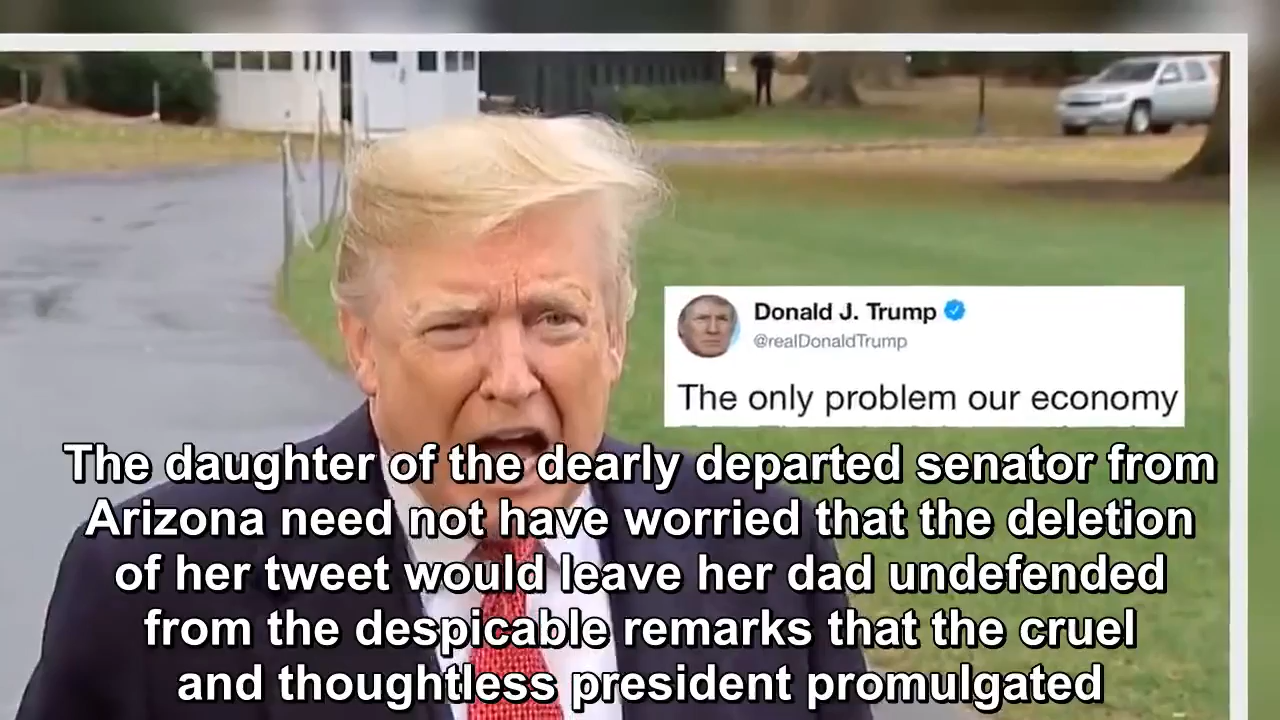 Donald J. Trump
@realDonaldTrump
The only problem our economy
The daughter of the dearly departed senator from
Arizona need not have worried that the deletion
of her tweet would leave her dad undefended
from the despicable remarks that the cruel
and thoughtless president promulgated